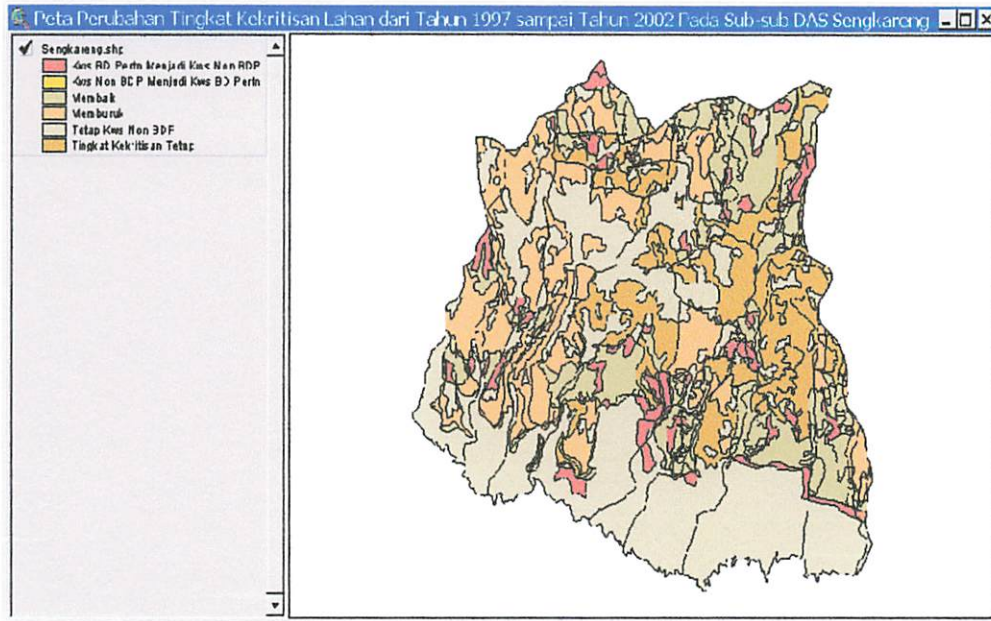 Peta Perubahan Tingkat Kekritisan Lahan dari Tahun 1997 sampai Tahun 2002 Pada Sub-sub DAS Sengkareng
Sengkareng.shp
Kws BD Pertn Menjadi Kws Non BDP
Kws Non BDP Menjadi Kws BD Pertn
Membaik
Memburuk
Tetap Kws Non BDP
Tingkat Kekritisan Tetap